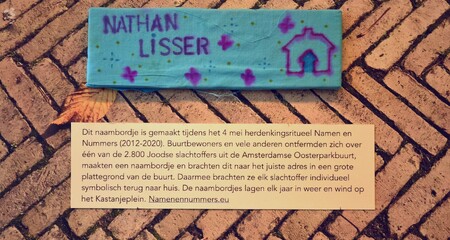 NATHAN
LISSER
Dit naambordje is gemaakt tijdens het 4 mei herdenkingsritueel Namen en
Nummers (2012-2020). Buurtbewoners en vele anderen ontfermden zich over
één van de 2.800 Joodse slachtoffers uit de Amsterdamse Oosterparkbuurt,
maakten een naambordje en brachten dit naar het juiste adres in een grote
plattegrond van de buurt. Daarmee brachten ze elk slachtoffer individueel
symbolisch terug naar huis. De naambordjes lagen elk jaar in weer en wind op
het Kastanjeplein. Namenennummers.eu